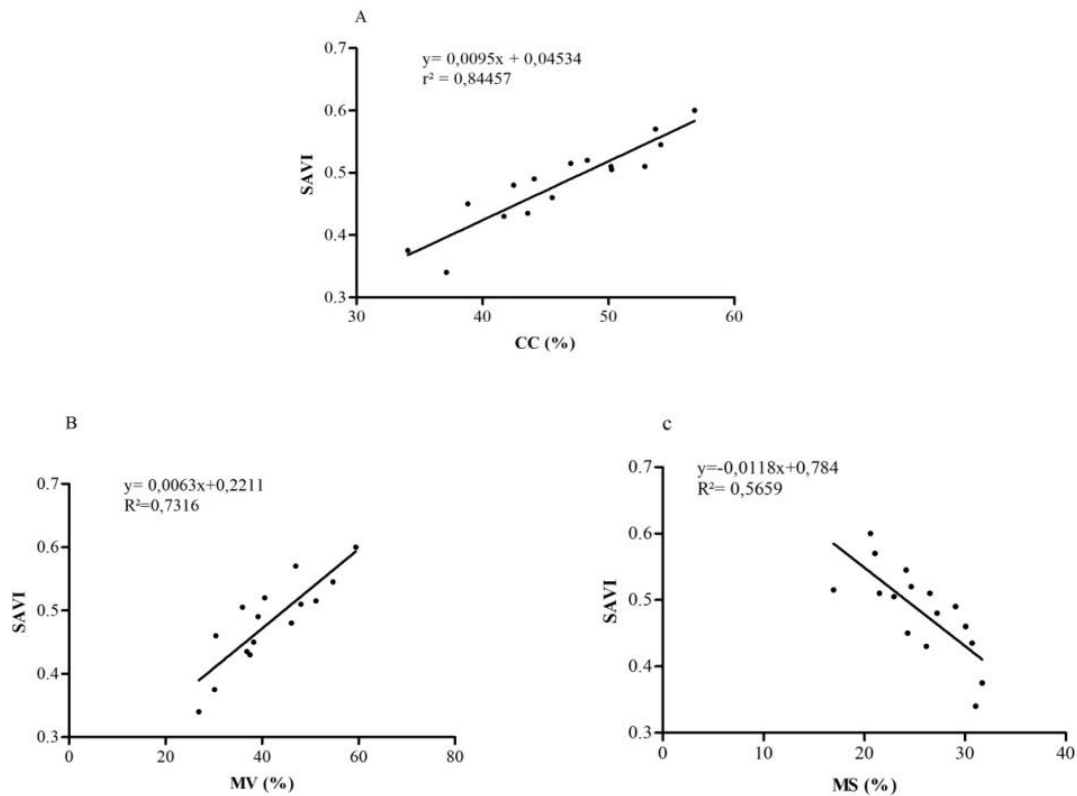 A
y= 0,0095x + 0,04534
r² = 0,84457
0.7
0.6
0.5
0.4
0.3
SAVI
30 40 50 60
CC (%)
B
y= 0,0063x+0,2211
R²=0,7316
0.7
0.6
0.5
0.4
0.3
SAVI
0 20 40 60 80
MV (%)
c
y=-0,0118x+0,784
R²= 0,5659
0.7
0.6
0.5
0.4
0.3
SAVI
0 10 20 30 40
MS (%)